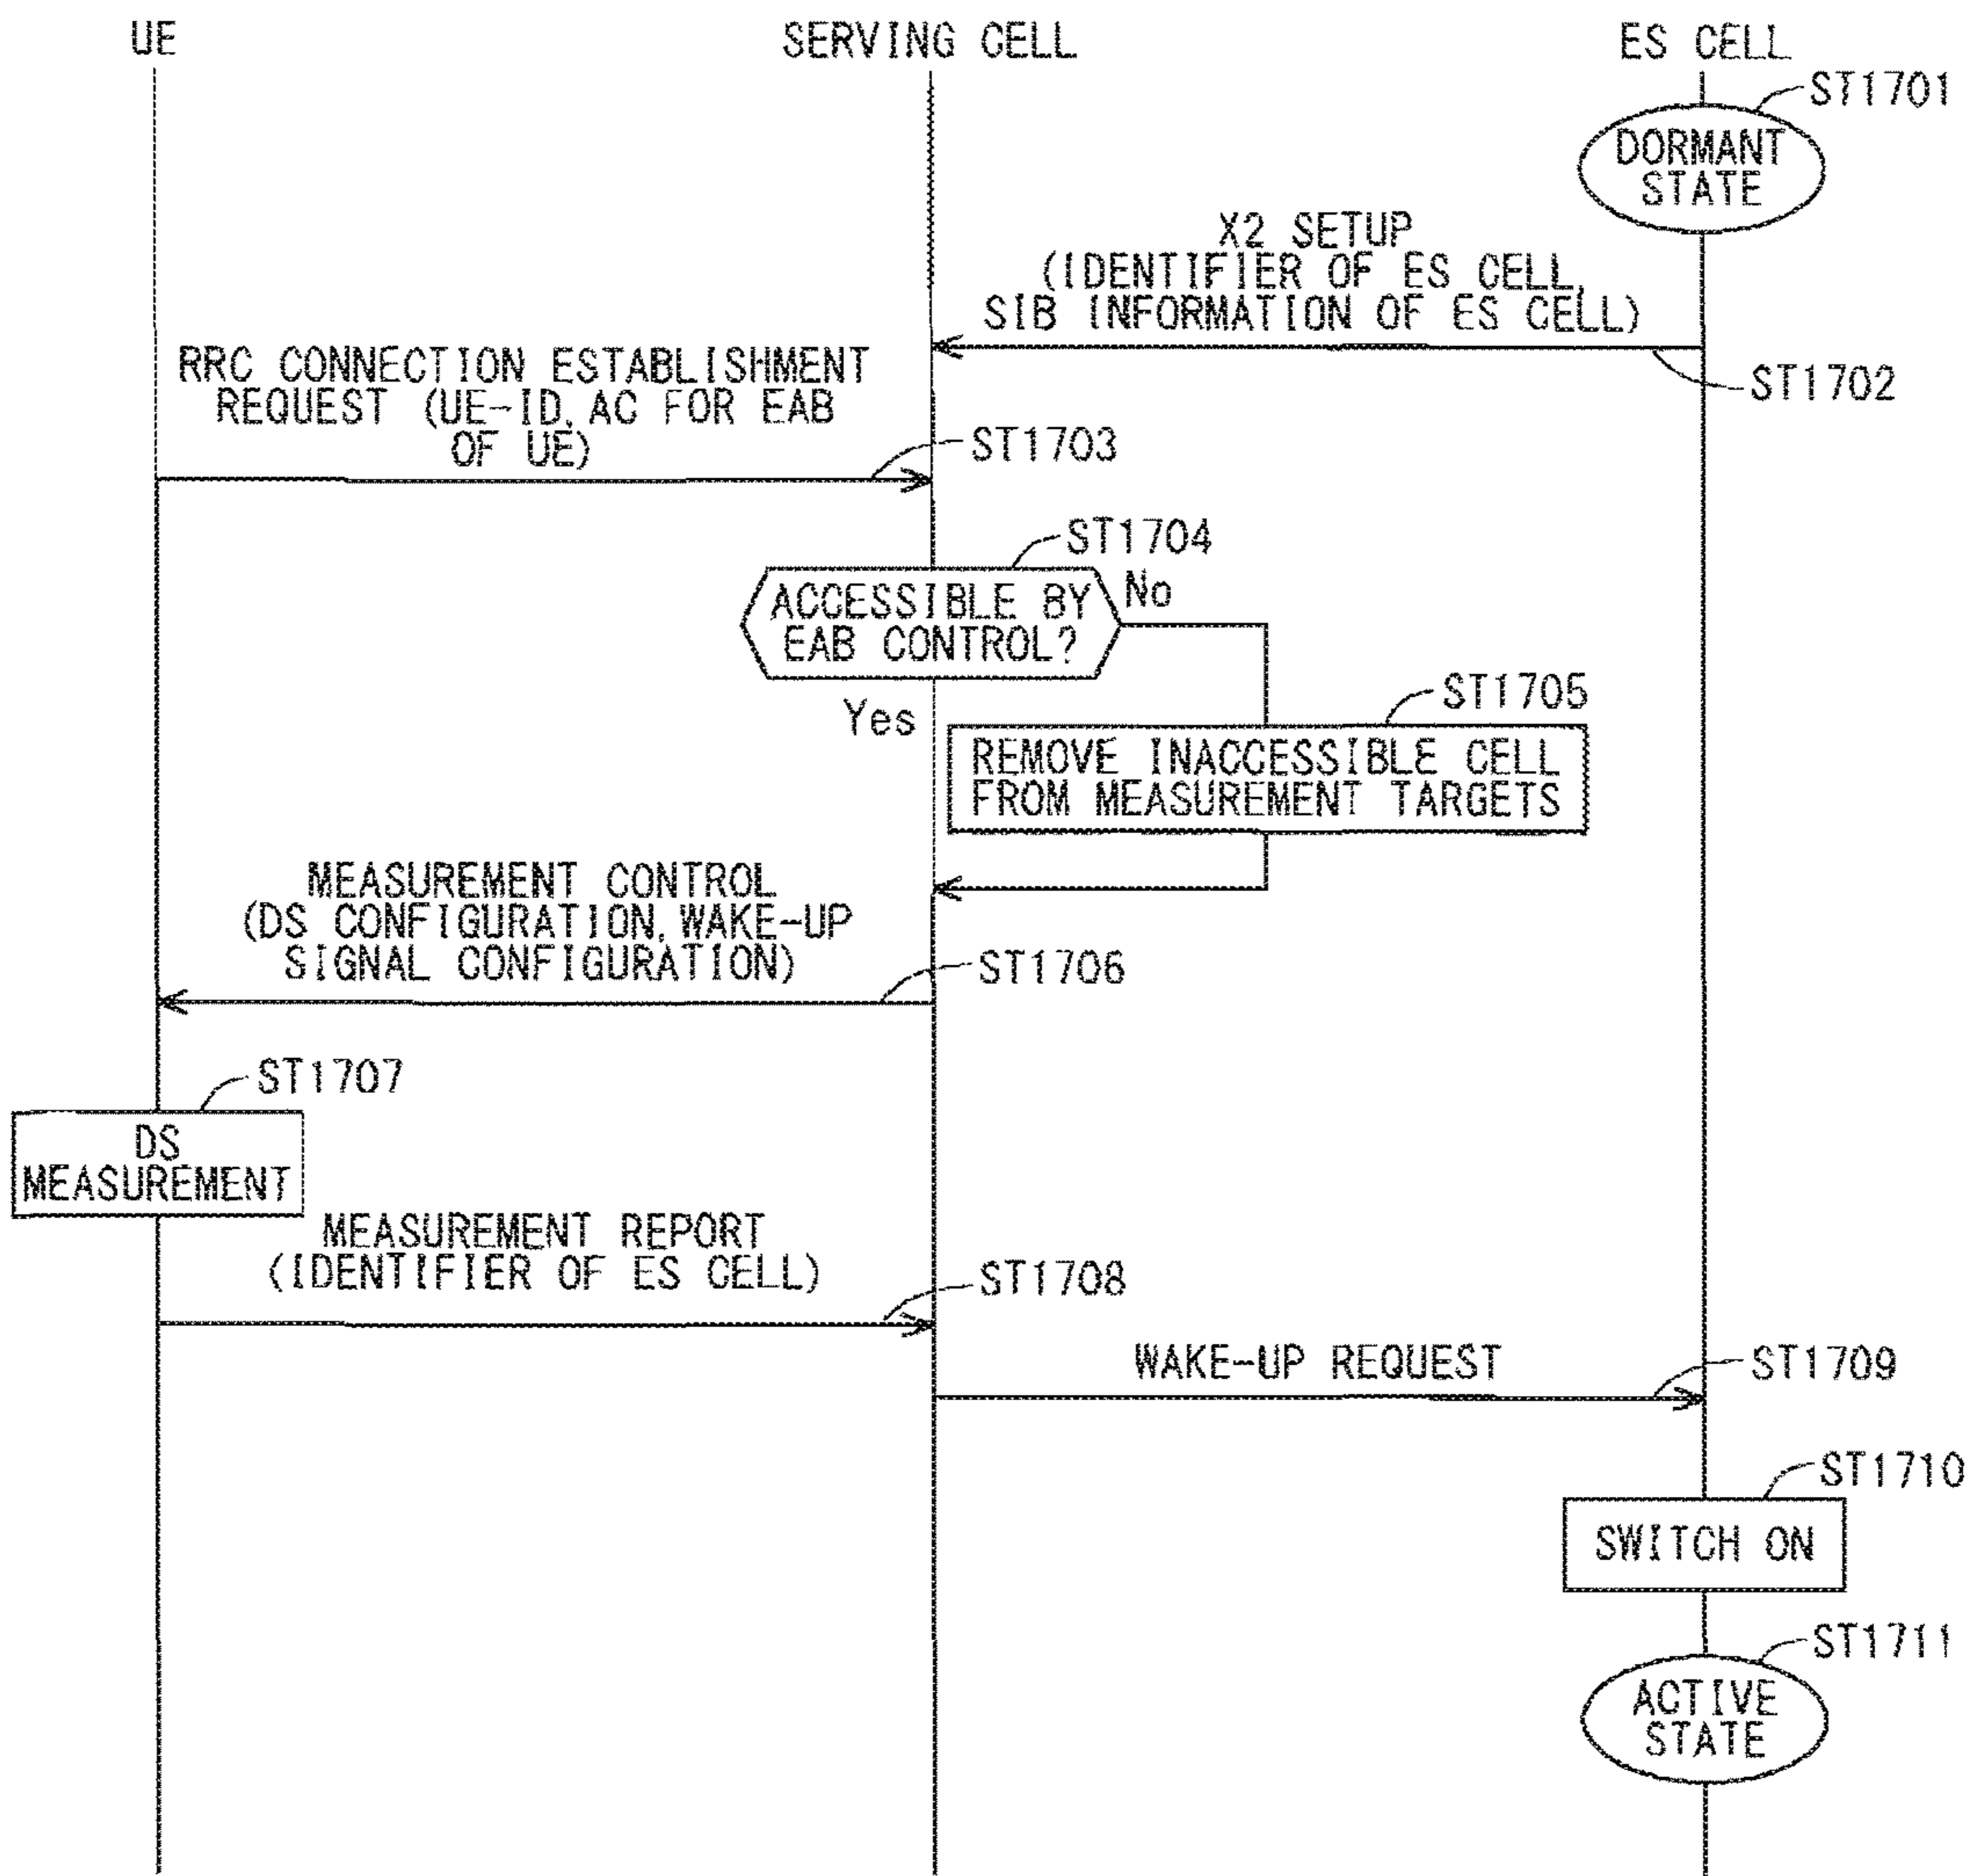 UE
SERVING CELL
ES CELL
ST1701
DORMANT
STATE
X2 SETUP
(IDENTIFIER OF ES CELL,
SIB INFORMATION OF ES CELL)
ST1702
RRC CONNECTION ESTABLISHMENT
REQUEST (UE-ID, AC FOR EAB
OF UE)
ST1703
ST1704
ACCESSIBLE BY
EAB CONTROL?
No
Yes
ST1705
REMOVE INACCESSIBLE CELL
FROM MEASUREMENT TARGETS
MEASUREMENT CONTROL
(DS CONFIGURATION, WAKE-UP
SIGNAL CONFIGURATION)
ST1706
ST1707
DS
MEASUREMENT
MEASUREMENT REPORT
(IDENTIFIER OF ES CELL)
ST1708
WAKE-UP REQUEST
ST1709
ST1710
SWITCH ON
ST1711
ACTIVE
STATE